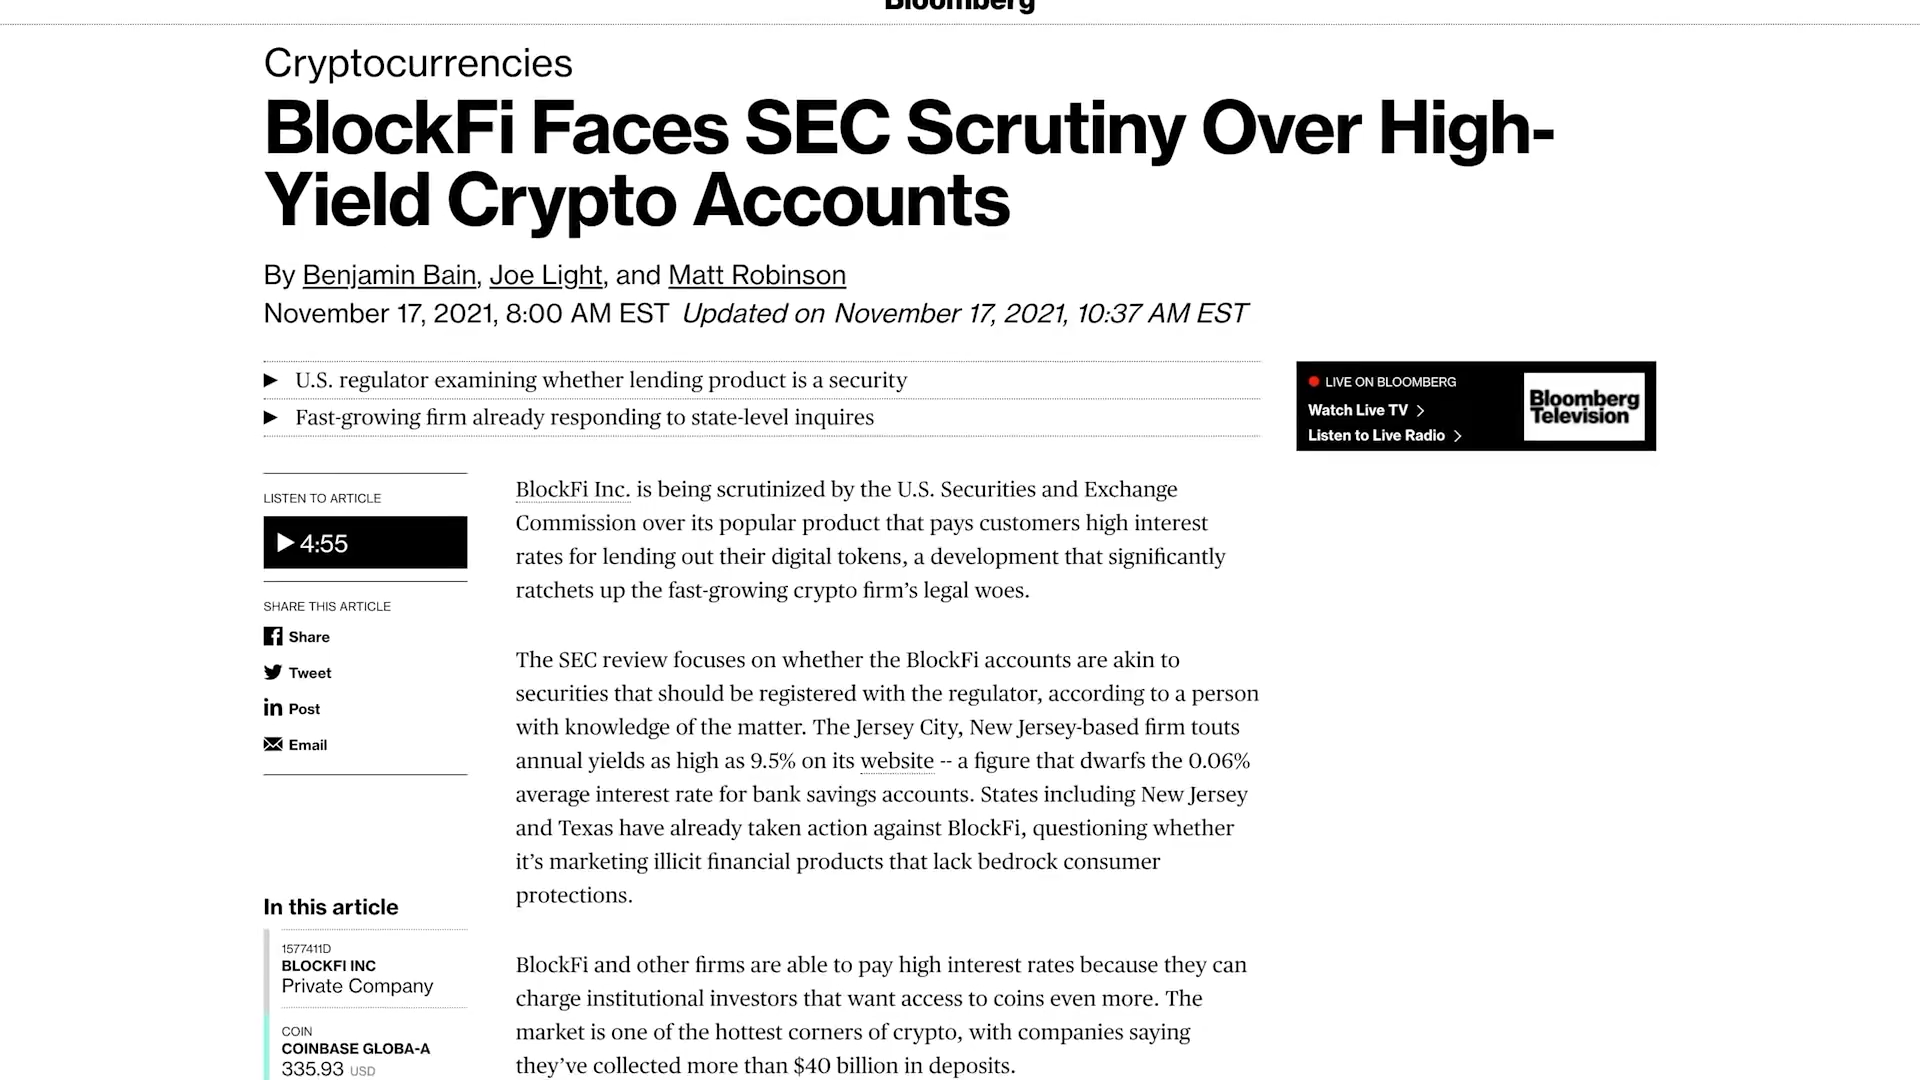 Bloomberg
Cryptocurrencies
BlockFi Faces SEC Scrutiny Over High-
Yield Crypto Accounts
By Benjamin Bain, Joe Light, and Matt Robinson
November 17, 2021, 8:00 AM EST Updated on November 17, 2021, 10:37 AM EST
▶ U.S. regulator examining whether lending product is a security
▶ Fast-growing firm already responding to state-level inquires
LIVE ON BLOOMBERG
Watch Live TV >
Listen to Live Radio >
Bloomberg
Television
LISTEN TO ARTICLE
▶ 4:55
SHARE THIS ARTICLE
Share
Tweet
Post
Email
In this article
1577411D
BLOCKFI INC
Private Company
COIN
COINBASE GLOBA-A
335.93 USD
BlockFi Inc. is being scrutinized by the U.S. Securities and Exchange
Commission over its popular product that pays customers high interest
rates for lending out their digital tokens, a development that significantly
ratchets up the fast-growing crypto firm's legal woes.
The SEC review focuses on whether the BlockFi accounts are akin to
securities that should be registered with the regulator, according to a person
with knowledge of the matter. The Jersey City, New Jersey-based firm touts
annual yields as high as 9.5% on its website -- a figure that dwarfs the 0.06%
average interest rate for bank savings accounts. States including New Jersey
and Texas have already taken action against BlockFi, questioning whether
it's marketing illicit financial products that lack bedrock consumer
protections.
BlockFi and other firms are able to pay high interest rates because they can
charge institutional investors that want access to coins even more. The
market is one of the hottest corners of crypto, with companies saying
they've collected more than $40 billion in deposits.